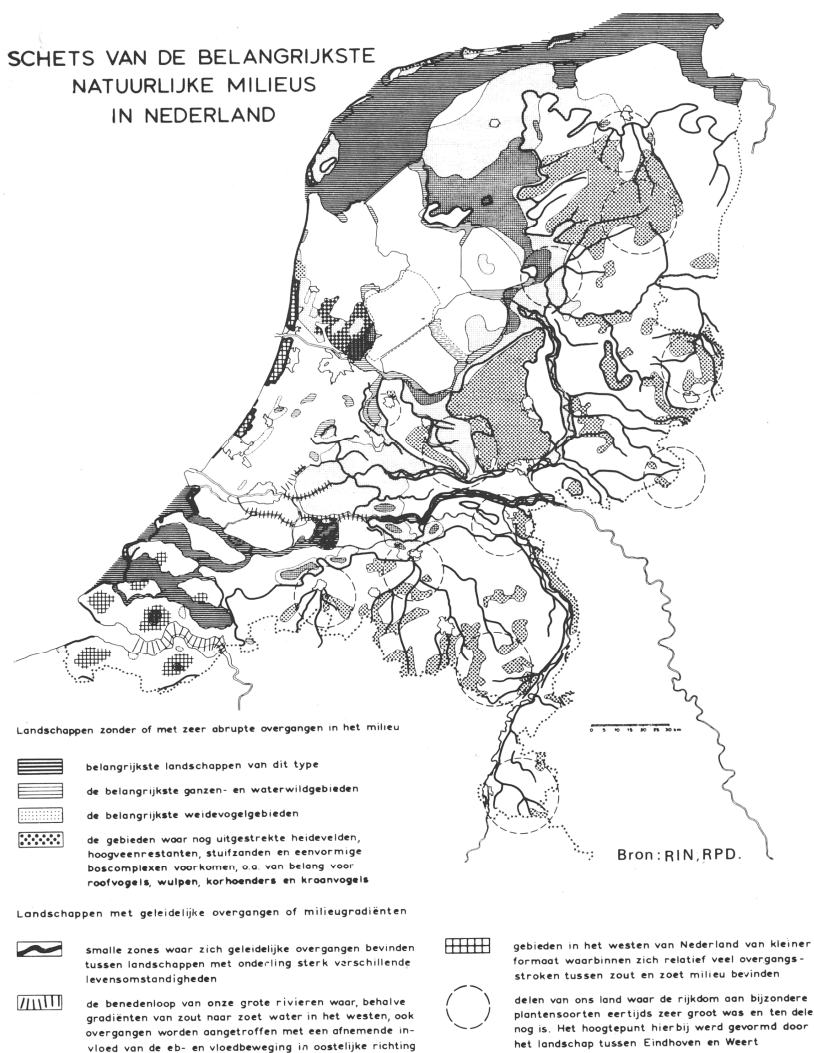 SCHETS VAN DE BELANGRIJKSTE
NATUURLIJKE MILIEUS
IN NEDERLAND
0 5 10 15 20 25 30 km
Bron: RIN, RPD.
Landschappen zonder of met zeer abrupte overgangen in het milieu
belangrijkste landschappen van dit type
de belangrijkste ganzen- en waterwildgebieden
de belangrijkste weidevogelgebieden
de gebieden waar nog uitgestrekte heidevelden,
hoogveenrestanten, stuifzanden en eenvormige
boscomplexen voorkomen, o.a. van belang voor
roofvogels, wulpen, korhoenders en kraanvogels
Landschappen met geleidelijke overgangen of milieugradiënten
smalle zones waar zich geleidelijke overgangen bevinden
tussen landschappen met onderling sterk verschillende
levensomstandigheden
de benedenloop van onze grote rivieren waar, behalve
gradiënten van zout naar zoet water in het westen, ook
overgangen worden aangetroffen met een afnemende in-
vloed van de eb- en vloedbeweging in oostelijke richting
gebieden in het westen van Nederland van kleiner
formaat waarbinnen zich relatief veel overgangs-
stroken tussen zout en zoet milieu bevinden
delen van ons land waar de rijkdom aan bijzondere
plantensoorten eertijds zeer groot was en ten dele
nog is. Het hoogtepunt hierbij werd gevormd door
het landschap tussen Eindhoven en Weert